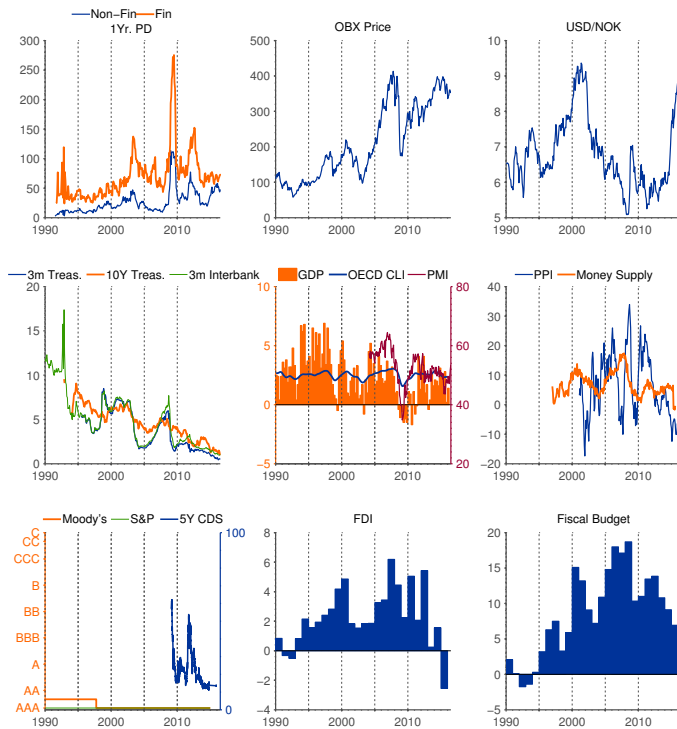 Non−Fin Fin
1Yr. PD
300
250
200
150
100
50
0
1990 2000 2010
OBX Price
500
400
300
200
100
0
1990 2000 2010
USD/NOK
10
9
8
7
6
5
1990 2000 2010
3m Treas. 10Y Treas. 3m Interbank
20
15
10
5
0
1990 2000 2010
GDP OECD CLI PMI
10
5
0
−5
80
60
40
20
1990 2000 2010
PPI Money Supply
40
30
20
10
0
−10
−20
1990 2000 2010
Moody's S&P 5Y CDS
C
CC
CCC
B
BB
BBB
A
AA
AAA
100
0
1990 2000 2010
FDI
8
6
4
2
0
−2
−4
1990 2000 2010
Fiscal Budget
20
15
10
5
0
−5
1990 2000 2010